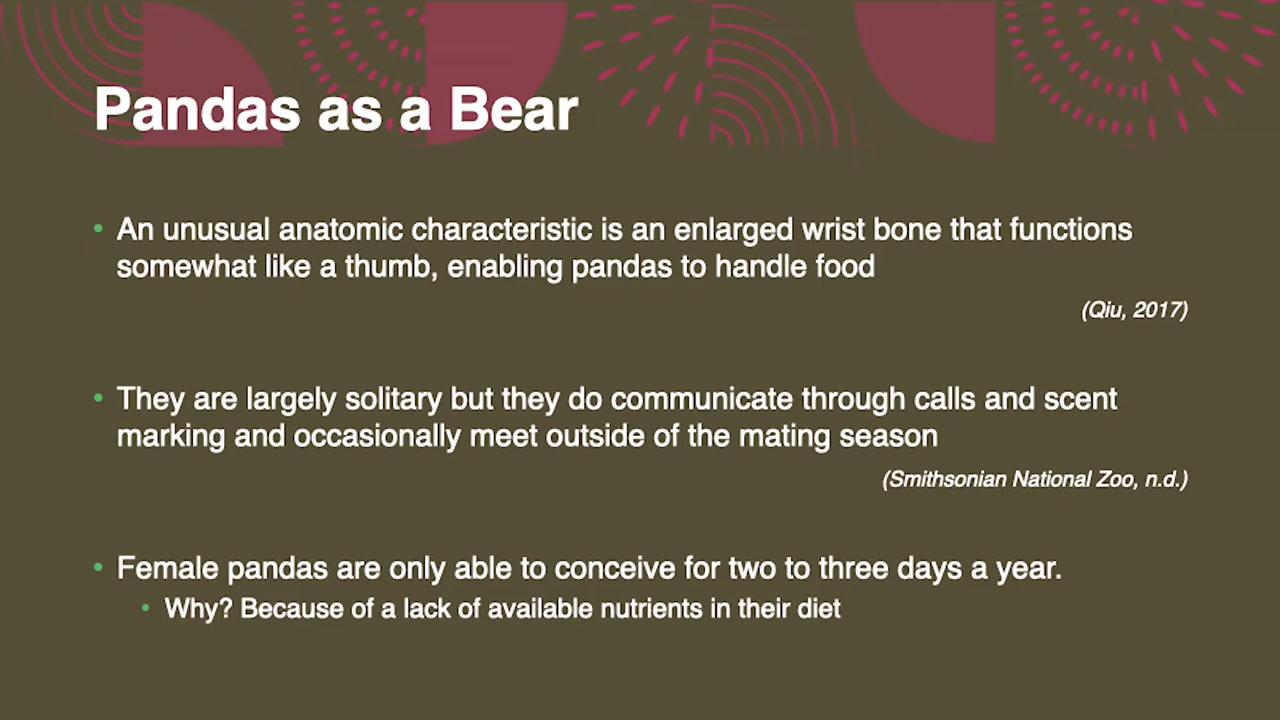 Pandas as a Bear
• An unusual anatomic characteristic is an enlarged wrist bone that functions
somewhat like a thumb, enabling pandas to handle food
(Qiu, 2017)
• They are largely solitary but they do communicate through calls and scent
marking and occasionally meet outside of the mating season
(Smithsonian National Zoo, n.d.)
• Female pandas are only able to conceive for two to three days a year.
• Why? Because of a lack of available nutrients in their diet